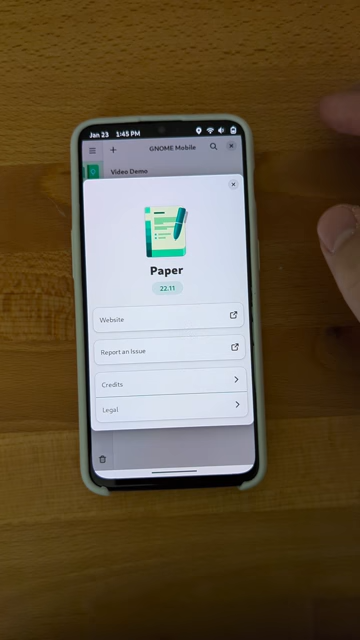 Jan 23 1:45 PM
GNOME Mobile
Video Demo
Paper
22.11
Website
Report an Issue
Credits
Legal